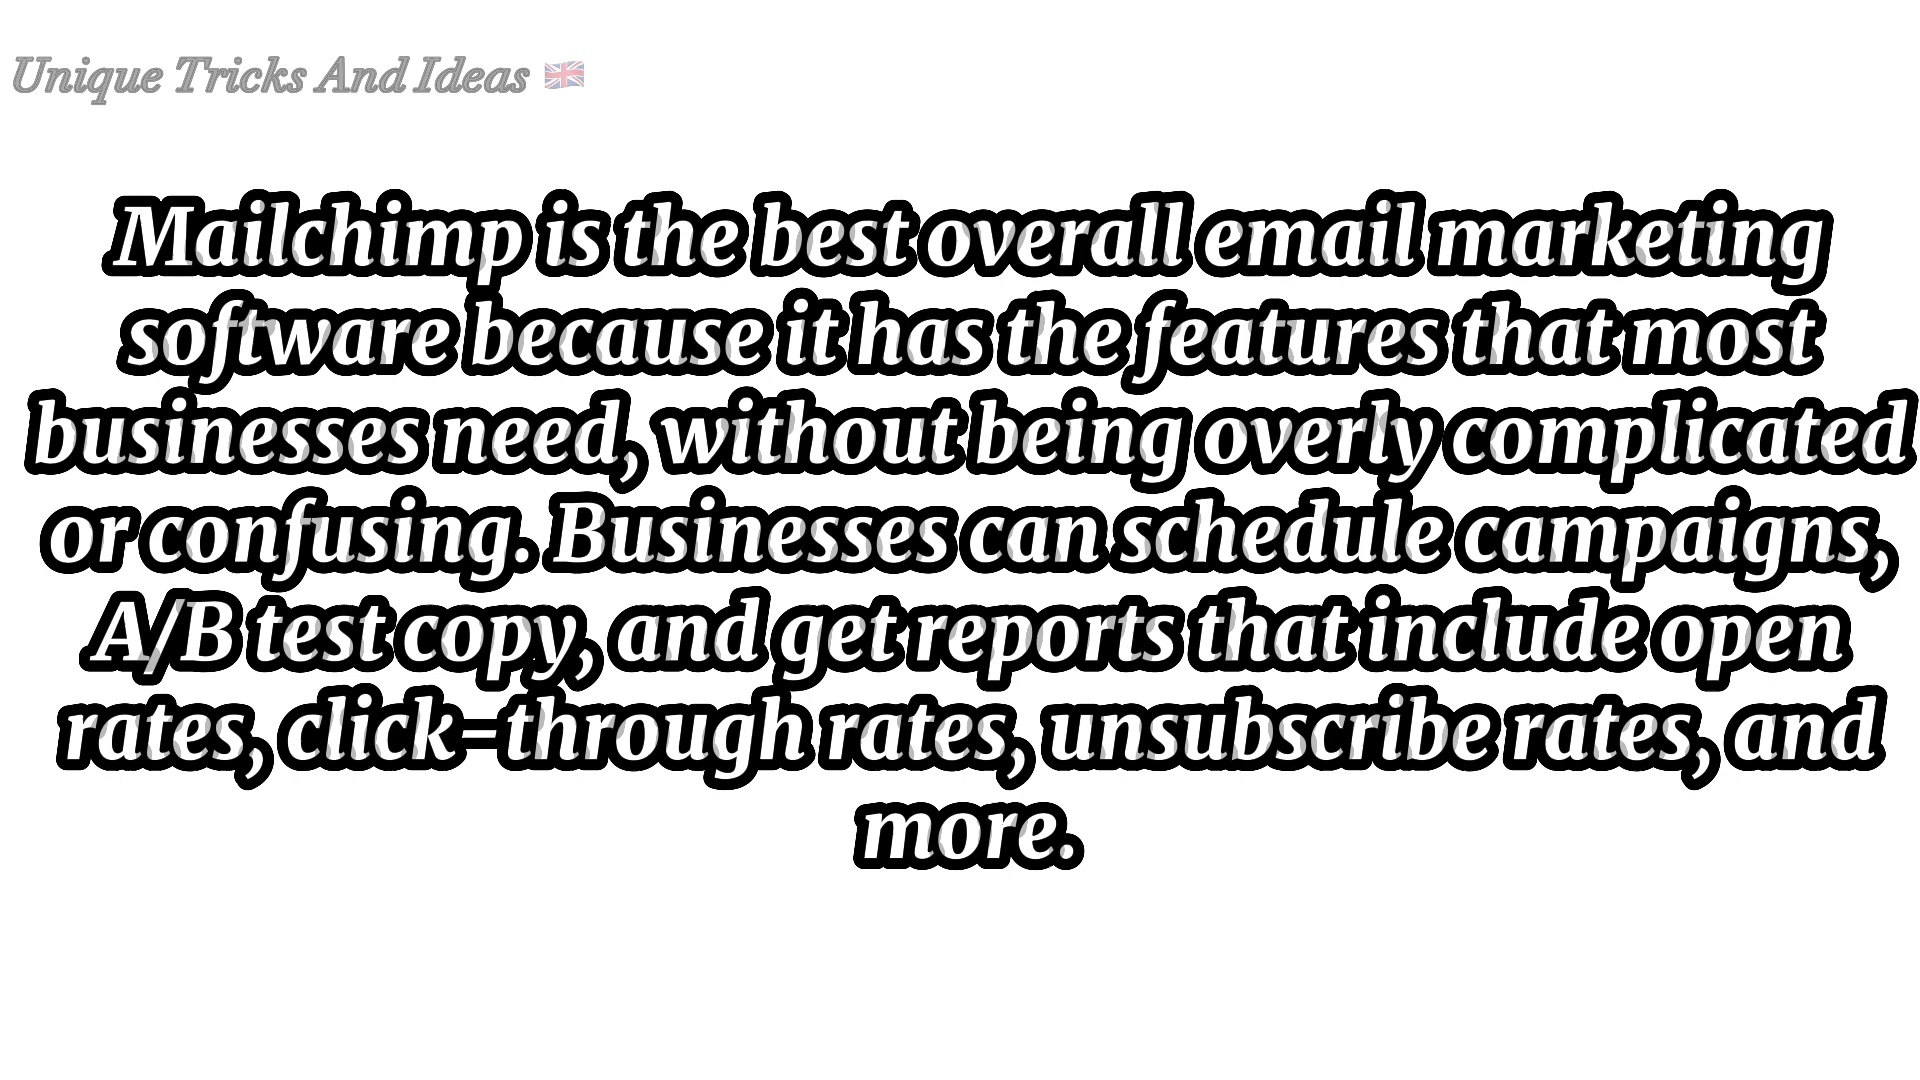 Unique Tricks And Ideas 🇬🇧
Mailchimp is the best overall email marketing
software because it has the features that most
businesses need, without being overly complicated
or confusing. Businesses can schedule campaigns,
A/B test copy, and get reports that include open
rates, click-through rates, unsubscribe rates, and
more.